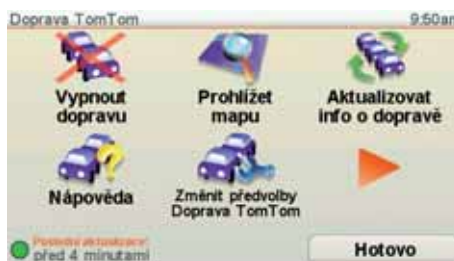 Doprava TomTom
9:50am
Vypnout
dopravu
Prohlížet
mapu
Aktualizovat
info o dopravě
Nápověda
Změnit předvolby
Doprava TomTom
Poslední aktualizace:
před 4 minutami
Hotovo